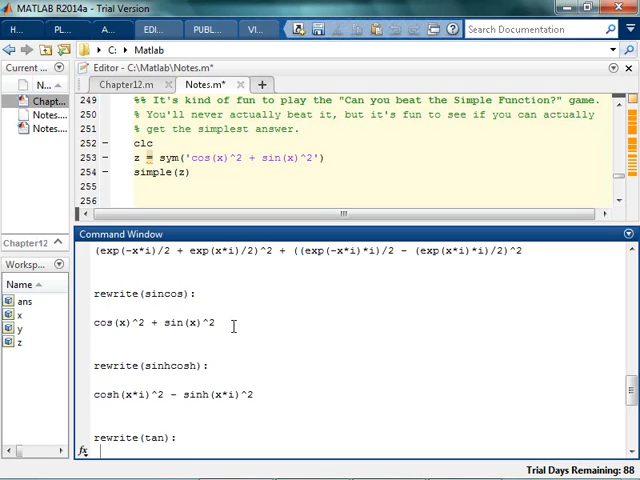 MATLAB R2014a - Trial Version
H... P... A... EDI... PUBL... VI... Search Documentation
C: Matlab
Current ...
Editor - C:\Matlab\Notes.m*
N...
Chapter12.m Notes.m*
Chapt...
Notes....
Notes....
249 %% It's kind of fun to play the "Can you beat the Simple Function?" game.
250 % You'll never actually beat it, but it's fun to see if you can actually
251 % get the simplest answer.
252 clc
253 z = sym('cos(x)^2 + sin(x)^2')
254 simple(z)
255
256
Chapter12
Worksp...
Name
ans
x
y
z
Command Window
(exp(-x*i)/2 + exp(x*i)/2)^2 + ((exp(-x*i)*i)/2 - (exp(x*i)*i)/2)^2
rewrite(sincos):
cos(x)^2 + sin(x)^2
rewrite(sinhcosh):
cosh(x*i)^2 - sinh(x*i)^2
rewrite(tan):
fx
Trial Days Remaining: 88